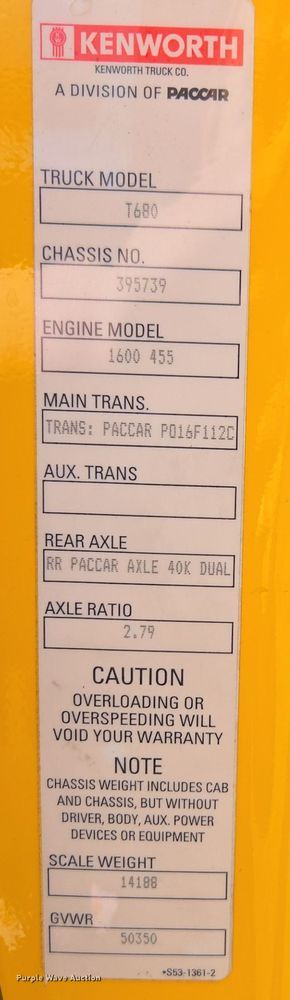 KENWORTH
KENWORTH TRUCK CO.
A DIVISION OF PACCAR
TRUCK MODEL
T680
CHASSIS NO.
395739
ENGINE MODEL
1600 455
MAIN TRANS.
TRANS: PACCAR PO16F112C
AUX. TRANS
REAR AXLE
RR PACCAR AXLE 40K DUAL
AXLE RATIO
2.79
CAUTION
OVERLOADING OR
OVERSPEEDING WILL
VOID YOUR WARRANTY
NOTE
CHASSIS WEIGHT INCLUDES CAB
AND CHASSIS, BUT WITHOUT
DRIVER, BODY, AUX. POWER
DEVICES OR EQUIPMENT
SCALE WEIGHT
14188
GVWR
50350
*S53-1361-2
Purple Wave Auction